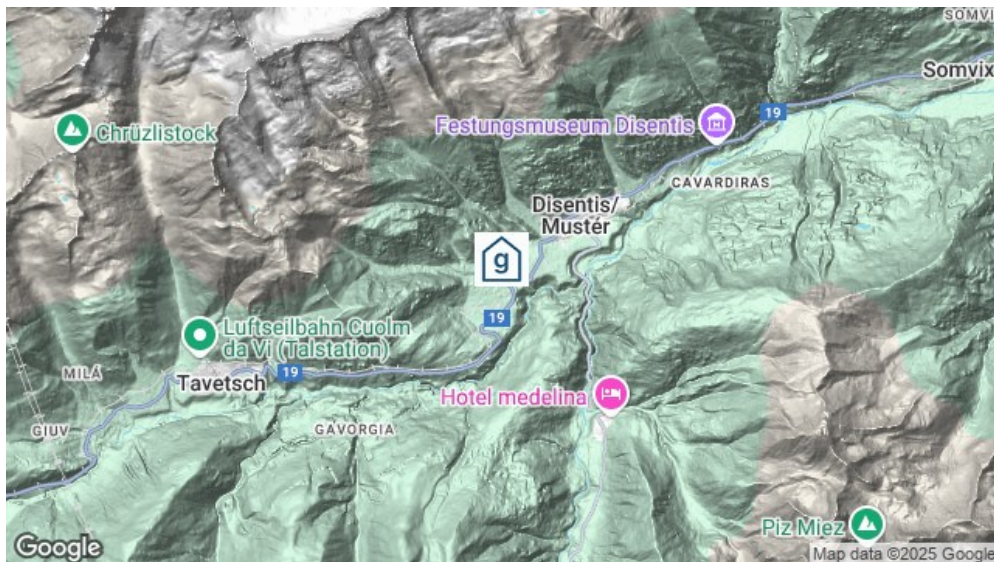 SOMVI
Somvix
19
Festungsmuseum Disentis
Chrüzlistock
CAVARDIRAS
Disentis/
Mustér
g
19
Luftseilbahn Cuolm
da Vi (Talstation)
19
MILÁ
Tavetsch
Hotel medelina
GIUV
GAVORGIA
Piz Miez
Google
Map data ©2025 Google